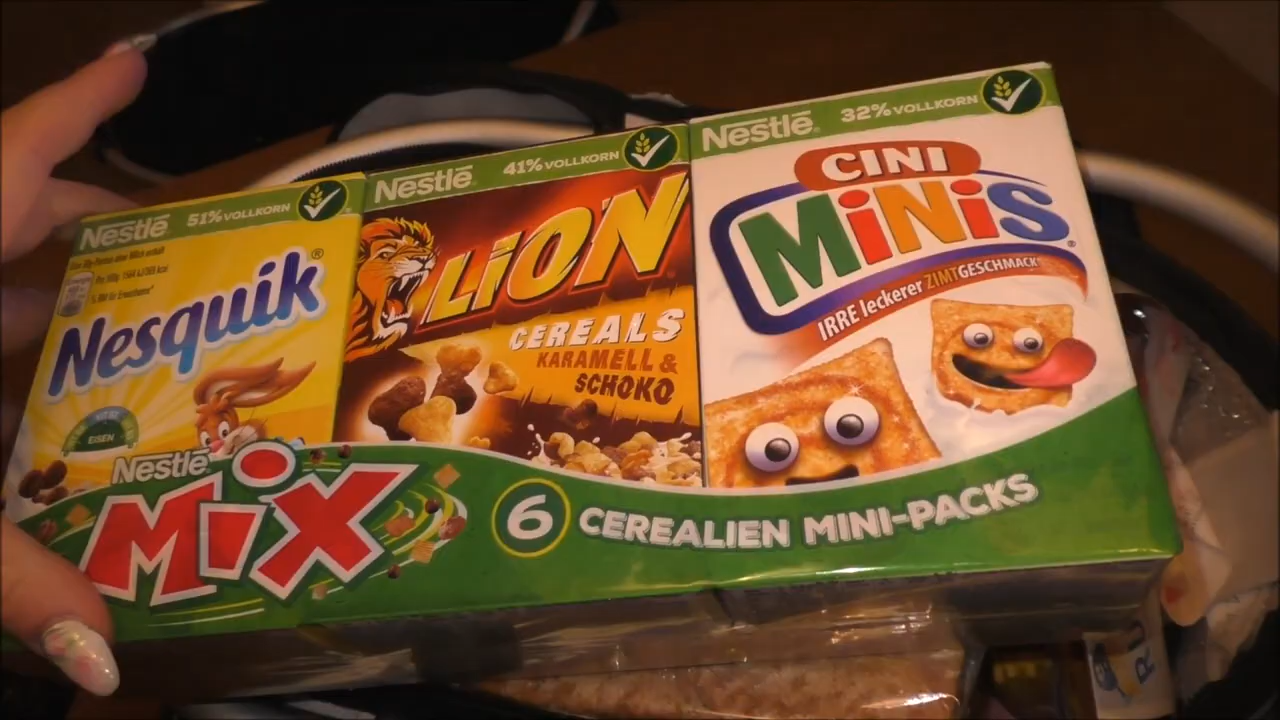 Nestlé 51% VOLLKORN
Nesquik®
EISEN
Nestlé 41% VOLLKORN
LION
CEREALS
KARAMELL &
SCHOKO
Nestlé 32% VOLLKORN
CINI
MINIS®
IRRE leckerer ZIMTGESCHMACK
Nestlé
MIX
6 CEREALIEN MINI-PACKS